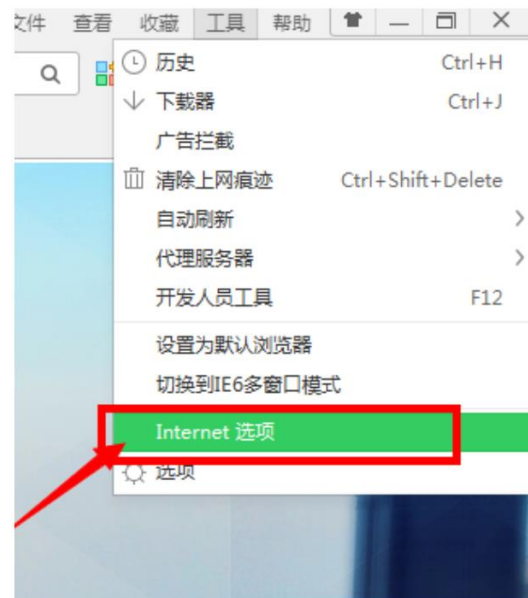 文件 查看 收藏 工具 帮助
历史 Ctrl+H
下载器 Ctrl+J
广告拦截
清除上网痕迹 Ctrl+Shift+Delete
自动刷新
代理服务器
开发人员工具 F12
设置为默认浏览器
切换到IE6多窗口模式
Internet 选项
选项